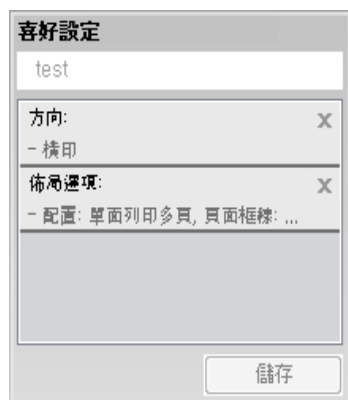 喜好設定
test
方向:
X
- 橫印
佈局選項:
X
- 配置: 單面列印多頁, 頁面框線: ...
儲存